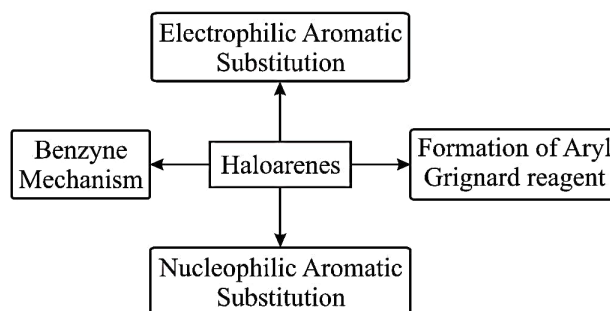 Electrophilic Aromatic
Substitution
Benzyne
Mechanism
Haloarenes
Formation of Aryl
Grignard reagent
Nucleophilic Aromatic
Substitution